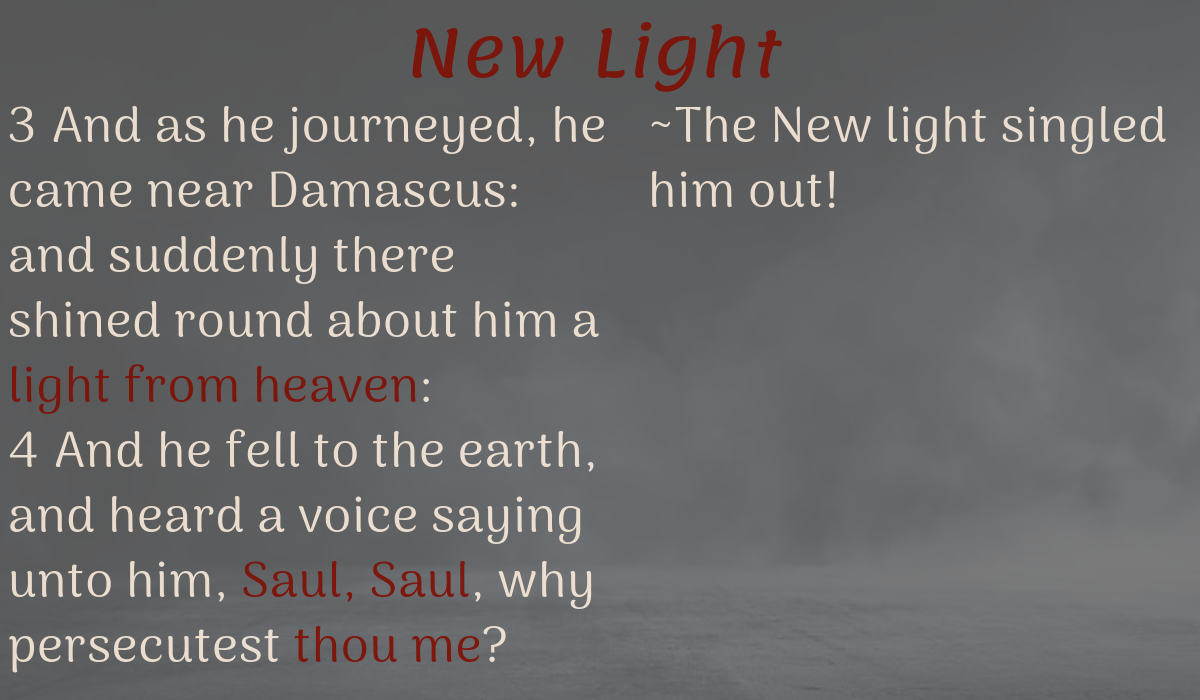 New Light
3 And as he journeyed, he
came near Damascus:
and suddenly there
shined round about him a
light from heaven:
4 And he fell to the earth,
and heard a voice saying
unto him, Saul, Saul, why
persecutest thou me?
~The New light singled
him out!